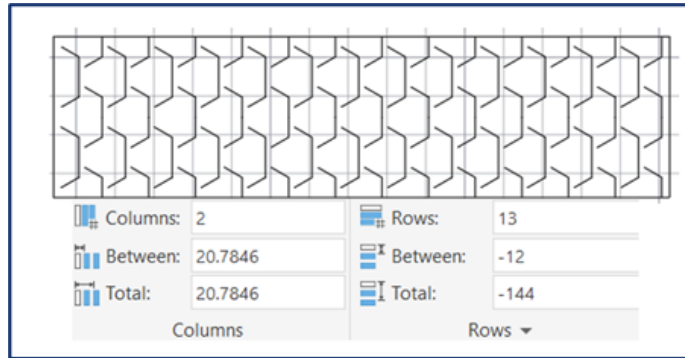 Columns: 2 Rows: 13
Between: 20.7846 Between: -12
Total: 20.7846 Total: -144
Columns Rows